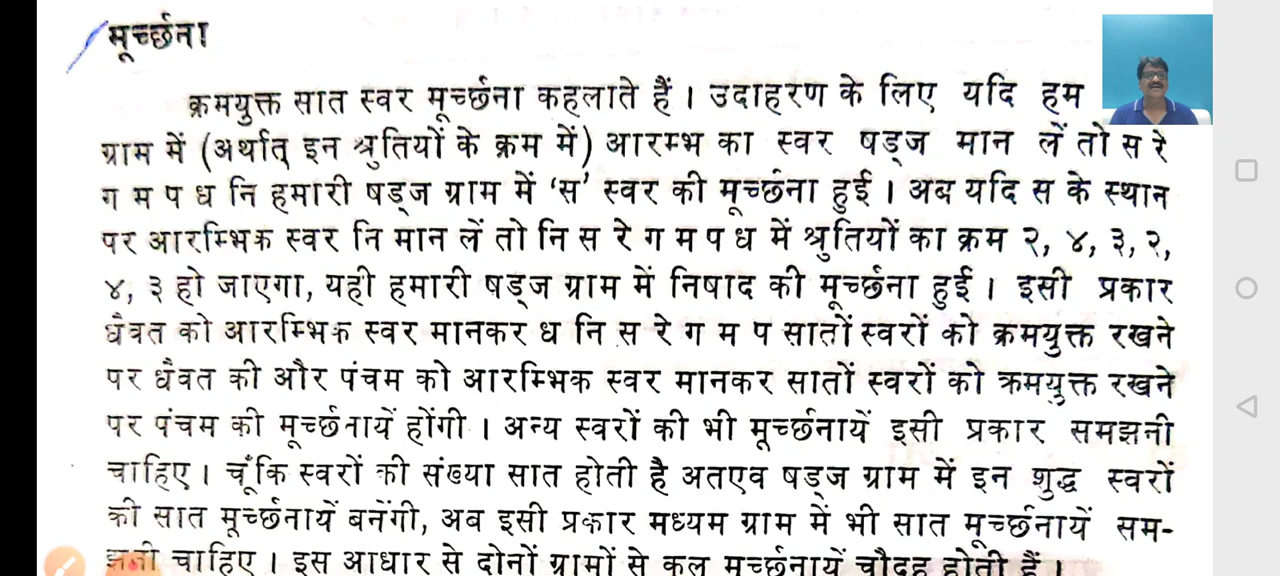 मूर्च्छना
क्रमयुक्त सात स्वर मूर्च्छना कहलाते हैं । उदाहरण के लिए यदि हम
ग्राम में (अर्थात् इन श्रुतियों के क्रम में) आरम्भ का स्वर षड्ज मान लें तो स रे
ग म प ध नि हमारी षड्ज ग्राम में ‘स’ स्वर की मूर्च्छना हुई । अब यदि स के स्थान
पर आरम्भिक स्वर नि मान लें तो नि स रे ग म प ध में श्रुतियों का क्रम २, ४, ३, २,
४, ३ हो जाएगा, यही हमारी षड्ज ग्राम में निषाद की मूर्च्छना हुई । इसी प्रकार
धैवत को आरम्भिक स्वर मानकर ध नि स रे ग म प सातों स्वरों को क्रमयुक्त रखने
पर धैवत की और पंचम को आरम्भिक स्वर मानकर सातों स्वरों को क्रमयुक्त रखने
पर पंचम की मूर्च्छनायें होंगी । अन्य स्वरों की भी मूर्च्छनायें इसी प्रकार समझनी
चाहिए । चूँकि स्वरों की संख्या सात होती है अतएव षड्ज ग्राम में इन शुद्ध स्वरों
की सात मूर्च्छनायें बनेंगी, अब इसी प्रकार मध्यम ग्राम में भी सात मूर्च्छनायें सम-
झनी चाहिए । इस आधार से दोनों ग्रामों से कुल मूर्च्छनायें चौदह होती हैं ।